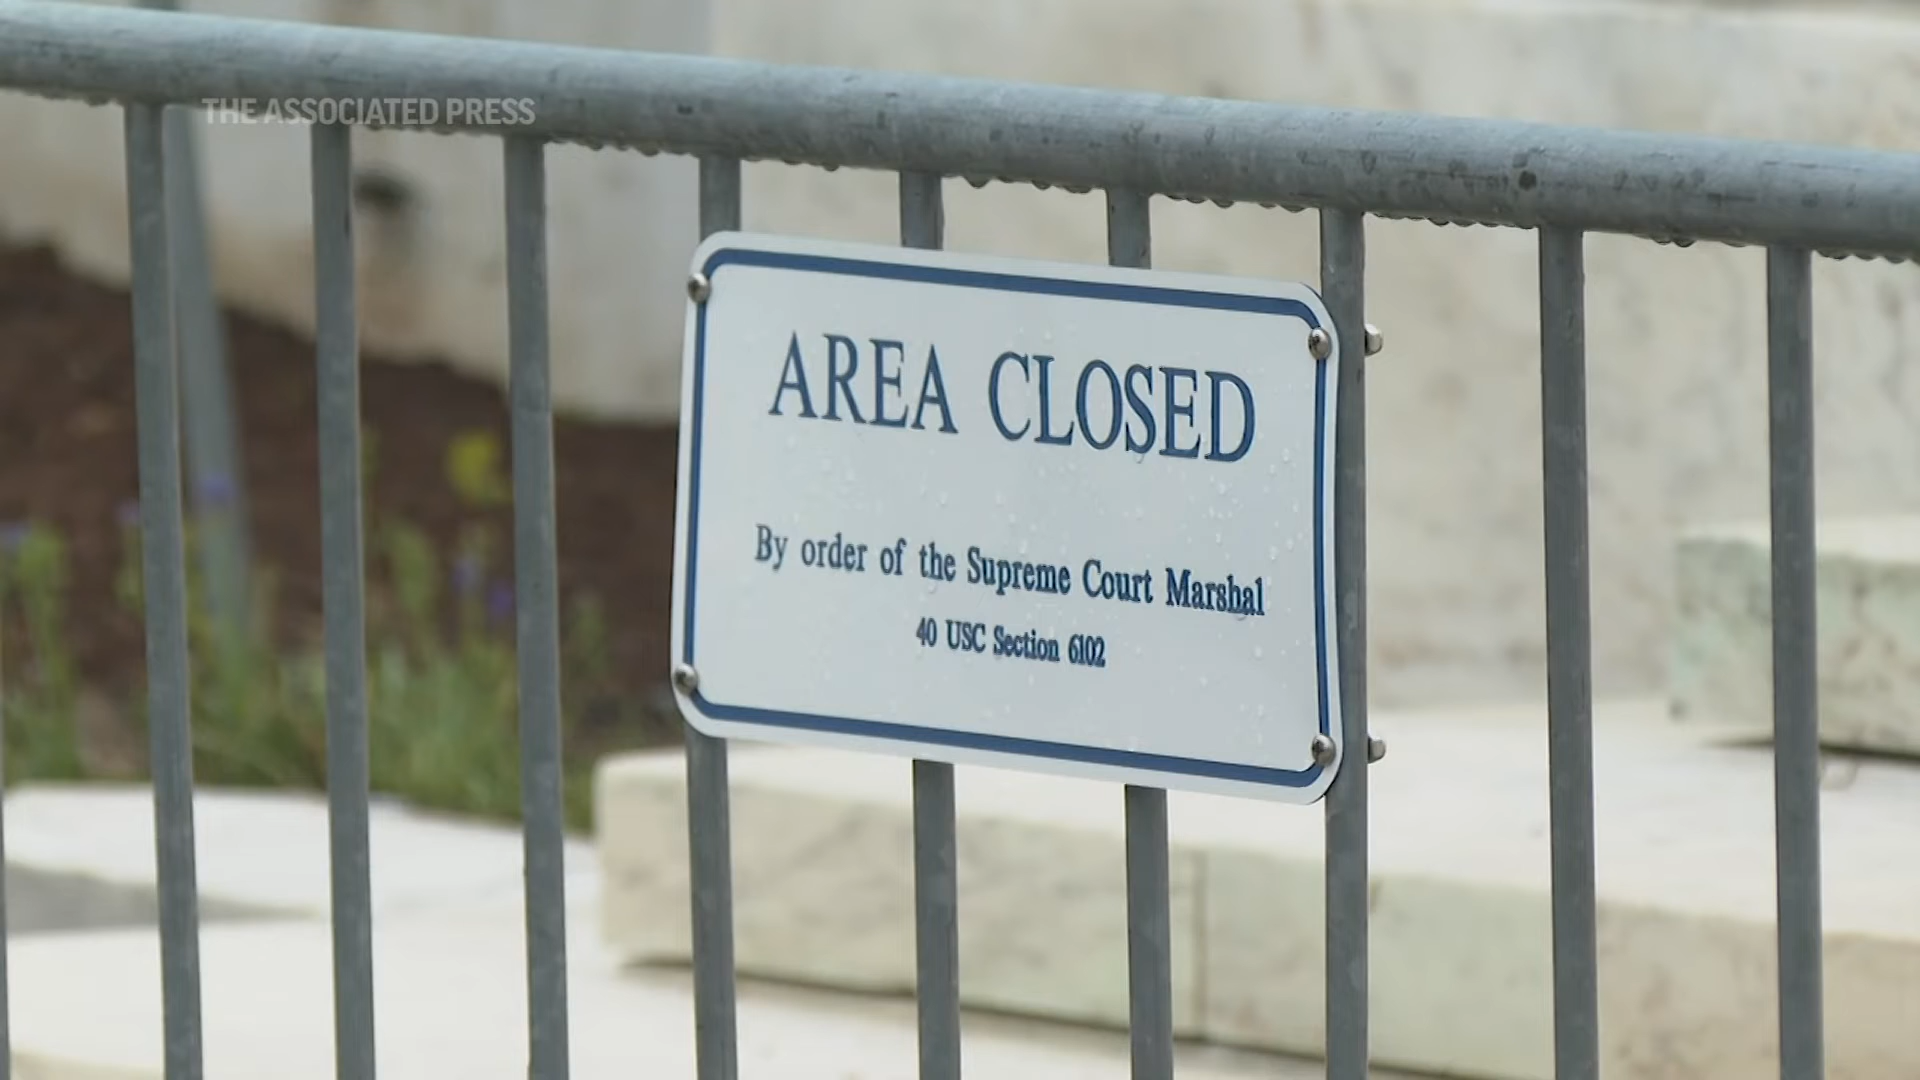 THE ASSOCIATED PRESS
AREA CLOSED
By order of the Supreme Court Marshal
40 USC Section 6102